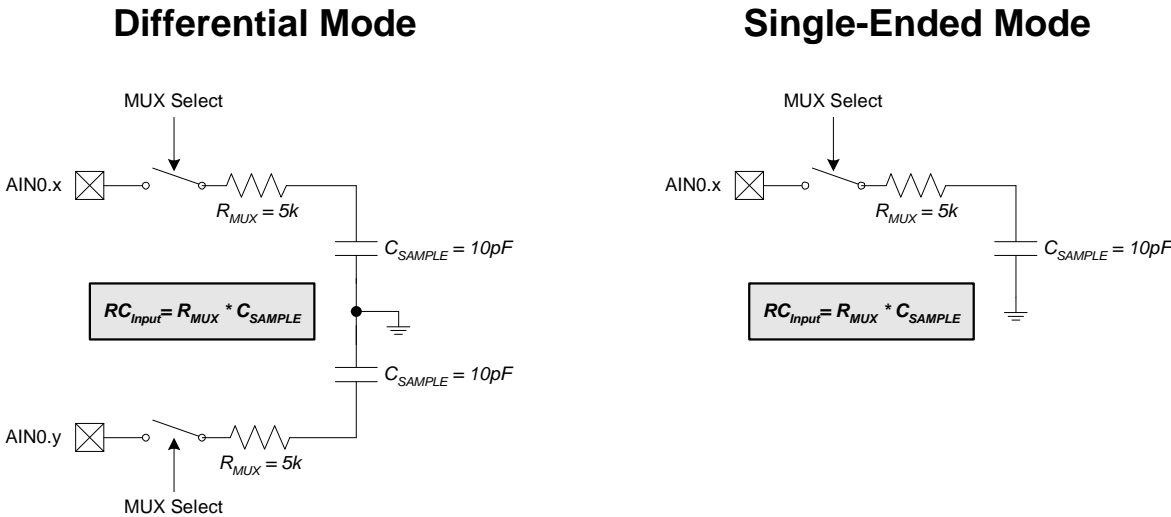 Differential Mode
MUX Select
AIN0.x
R_MUX = 5k
C_SAMPLE = 10pF
RC_Input= R_MUX * C_SAMPLE
C_SAMPLE = 10pF
AIN0.y
R_MUX = 5k
MUX Select
Single-Ended Mode
MUX Select
AIN0.x
R_MUX = 5k
C_SAMPLE = 10pF
RC_Input= R_MUX * C_SAMPLE